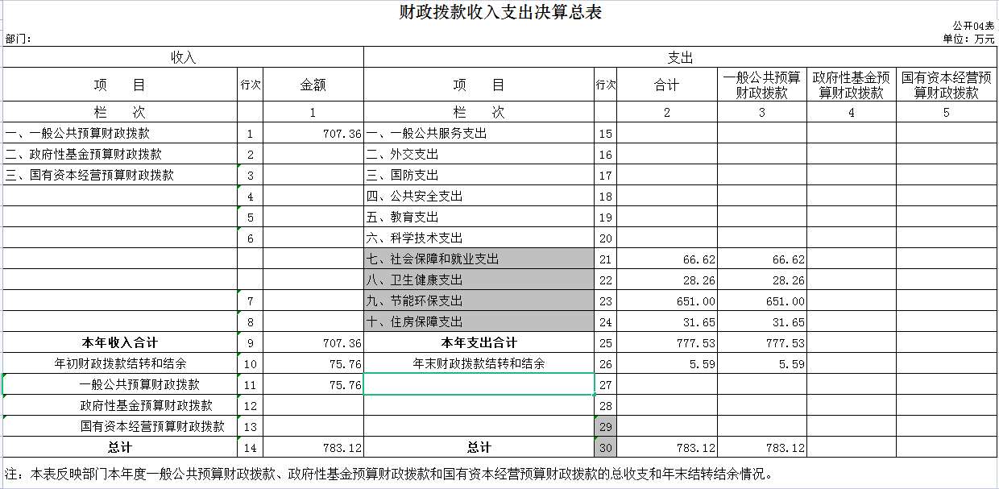 财政拨款收入支出决算总表
公开04表
部门： 单位：万元
收入 支出
项 目 行次 金额 项 目 行次 合计 一般公共预算财政拨款 政府性基金预算财政拨款 国有资本经营预算财政拨款
栏 次 1 栏 次 2 3 4 5
一、一般公共预算财政拨款 1 707.36 一、一般公共服务支出 15
二、政府性基金预算财政拨款 2 二、外交支出 16
三、国有资本经营预算财政拨款 3 三、国防支出 17
4 四、公共安全支出 18
5 五、教育支出 19
6 六、科学技术支出 20
七、社会保障和就业支出 21 66.62 66.62
八、卫生健康支出 22 28.26 28.26
7 九、节能环保支出 23 651.00 651.00
8 十、住房保障支出 24 31.65 31.65
本年收入合计 9 707.36 本年支出合计 25 777.53 777.53
年初财政拨款结转和结余 10 75.76 年末财政拨款结转和结余 26 5.59 5.59
一般公共预算财政拨款 11 75.76 27
政府性基金预算财政拨款 12 28
国有资本经营预算财政拨款 13 29
总计 14 783.12 总计 30 783.12 783.12
注：本表反映部门本年度一般公共预算财政拨款、政府性基金预算财政拨款和国有资本经营预算财政拨款的总收支和年末结转结余情况。